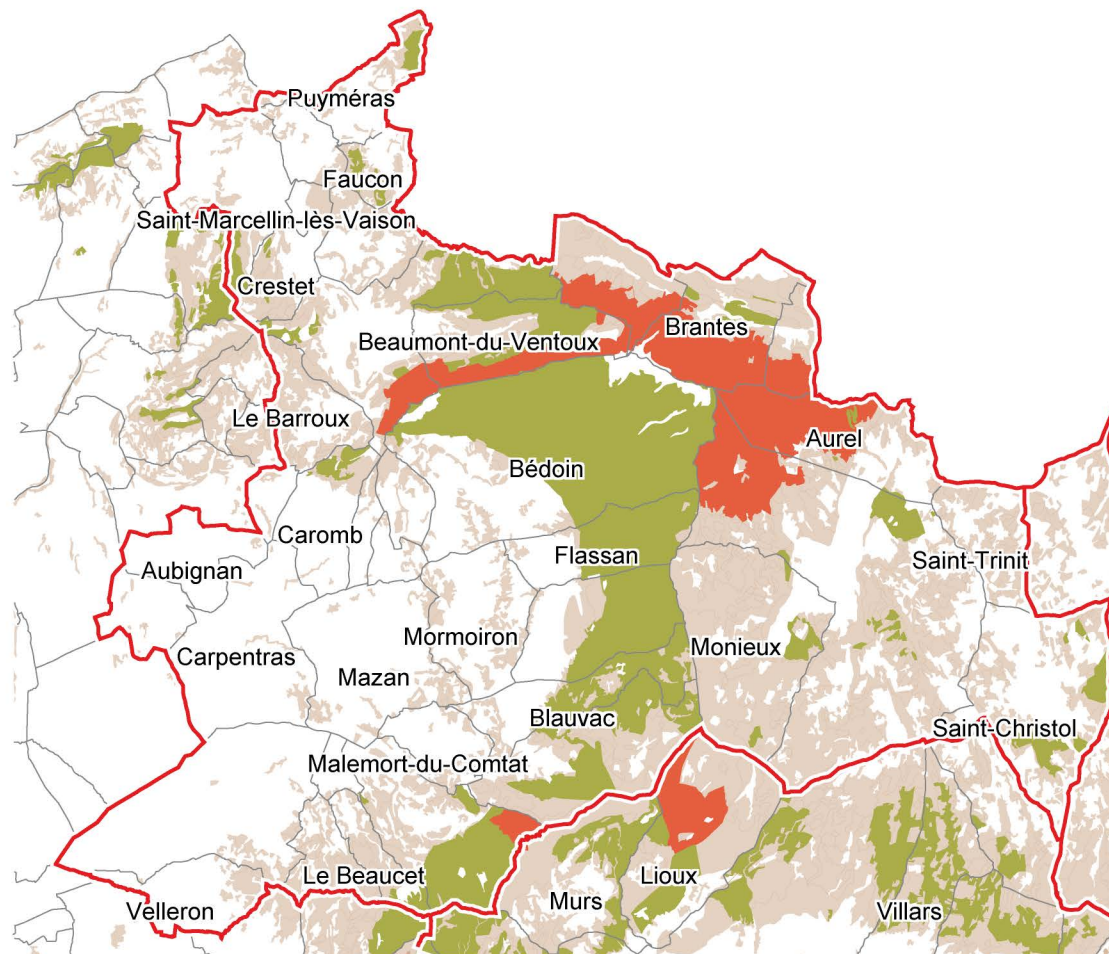 Puyméras
Faucon
Saint-Marcellin-lès-Vaison
Crestet
Brantes
Beaumont-du-Ventoux
Le Barroux
Aurel
Bédoin
Caromb
Flassan
Saint-Trinit
Aubignan
Mormoiron
Monieux
Carpentras
Mazan
Blauvac
Saint-Christol
Malemort-du-Comtat
Le Beaucet
Lioux
Murs
Velleron
Villars